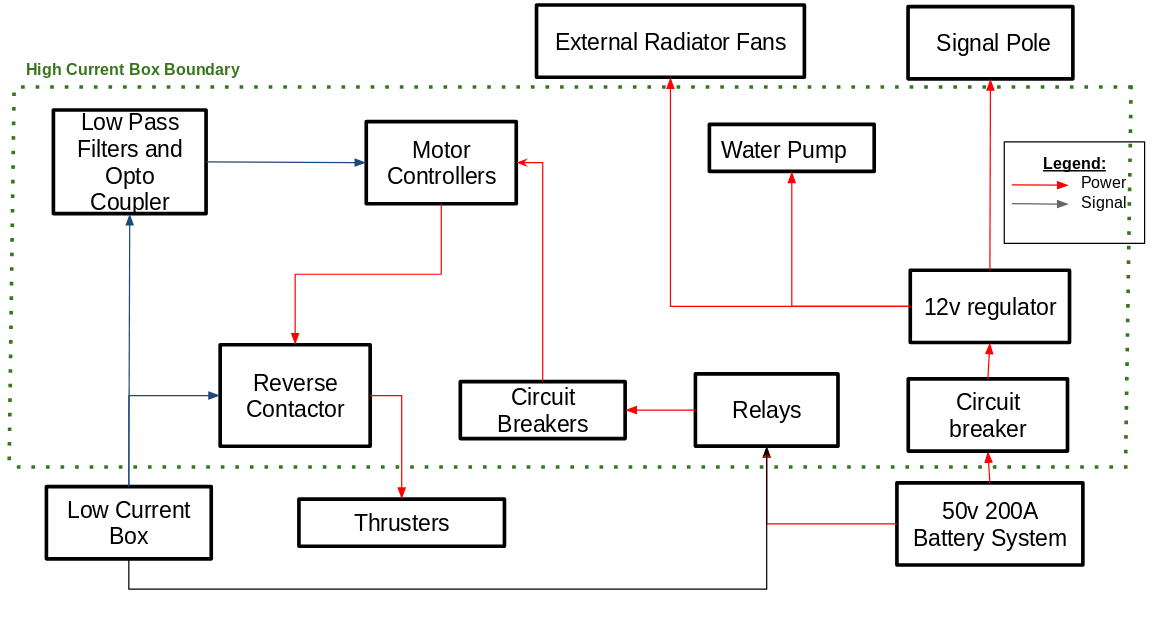 External Radiator Fans
Signal Pole
High Current Box Boundary
Low Pass
Filters and
Opto
Coupler
Motor
Controllers
Water Pump
Legend:
Power
Signal
12v regulator
Reverse
Contactor
Circuit
Breakers
Relays
Circuit
breaker
Low Current
Box
Thrusters
50v 200A
Battery System